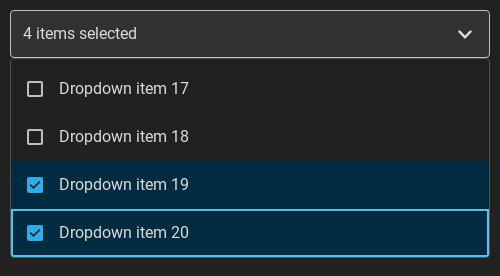 4 items selected
Dropdown item 17
Dropdown item 18
Dropdown item 19
Dropdown item 20